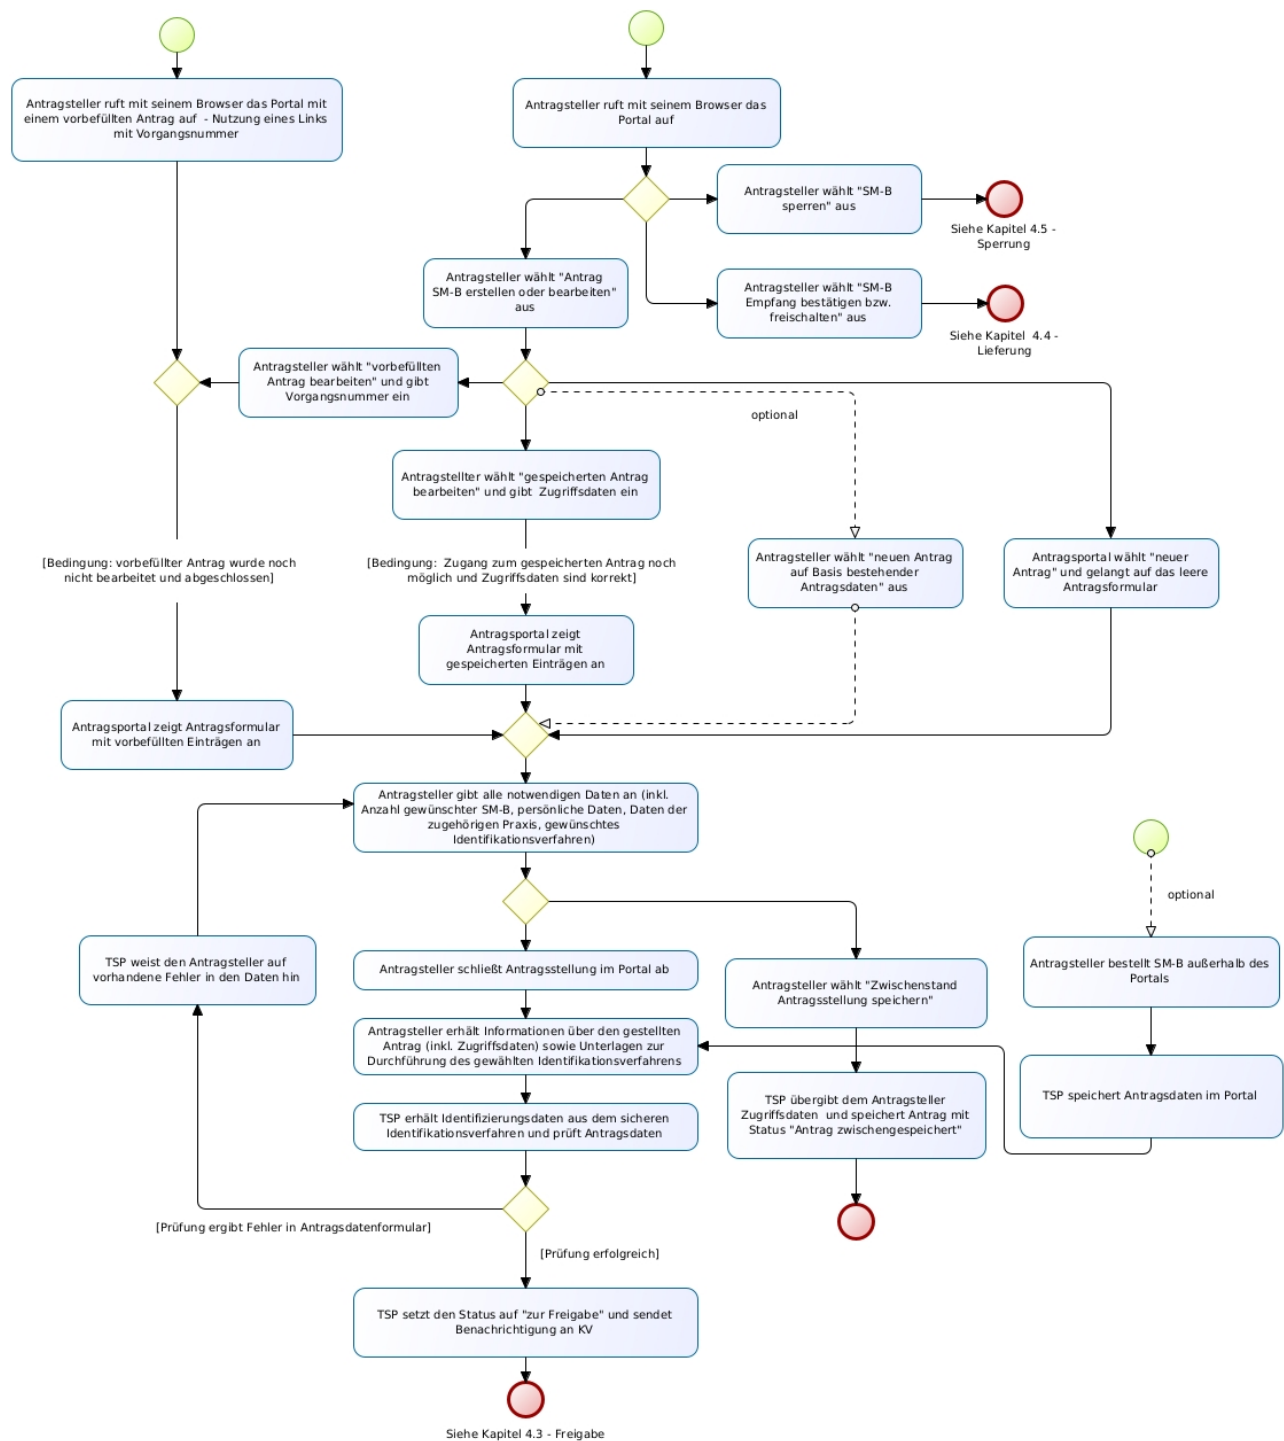 Antragsteller ruft mit seinem Browser das Portal mit
einem vorbefüllten Antrag auf - Nutzung eines Links
mit Vorgangsnummer
Antragsteller ruft mit seinem Browser das
Portal auf
Antragsteller wählt "SM-B
sperren" aus
Siehe Kapitel 4.5 -
Sperrung
Antragsteller wählt "Antrag
SM-B erstellen oder bearbeiten"
aus
Antragsteller wählt "SM-B
Empfang bestätigen bzw.
freischalten" aus
Siehe Kapitel 4.4 -
Lieferung
Antragsteller wählt "vorbefüllten
Antrag bearbeiten" und gibt
Vorgangsnummer ein
optional
Antragstellter wählt "gespeicherten Antrag
bearbeiten" und gibt Zugriffsdaten ein
[Bedingung: vorbefüllter Antrag wurde noch
nicht bearbeitet und abgeschlossen]
[Bedingung: Zugang zum gespeicherten Antrag noch
möglich und Zugriffsdaten sind korrekt]
Antragsteller wählt "neuen Antrag
auf Basis bestehender
Antragsdaten" aus
Antragsportal wählt "neuer
Antrag" und gelangt auf das leere
Antragsformular
Antragsportal zeigt
Antragsformular mit
gespeicherten Einträgen an
Antragsportal zeigt Antragsformular
mit vorbefüllten Einträgen an
Antragsteller gibt alle notwendigen Daten an (inkl.
Anzahl gewünschter SM-B, persönliche Daten, Daten der
zugehörigen Praxis, gewünschtes
Identifikationsverfahren)
optional
TSP weist den Antragsteller auf
vorhandene Fehler in den Daten hin
Antragsteller schließt Antragsstellung im Portal ab
Antragsteller wählt "Zwischenstand
Antragsstellung speichern"
Antragsteller bestellt SM-B außerhalb des
Portals
Antragsteller erhält Informationen über den gestellten
Antrag (inkl. Zugriffsdaten) sowie Unterlagen zur
Durchführung des gewählten Identifikationsverfahrens
TSP übergibt dem Antragsteller
Zugriffsdaten und speichert Antrag mit
Status "Antrag zwischengespeichert"
TSP speichert Antragsdaten im Portal
TSP erhält Identifizierungsdaten aus dem sicheren
Identifikationsverfahren und prüft Antragsdaten
[Prüfung ergibt Fehler in Antragsdatenformular]
[Prüfung erfolgreich]
TSP setzt den Status auf "zur Freigabe" und sendet
Benachrichtigung an KV
Siehe Kapitel 4.3 - Freigabe